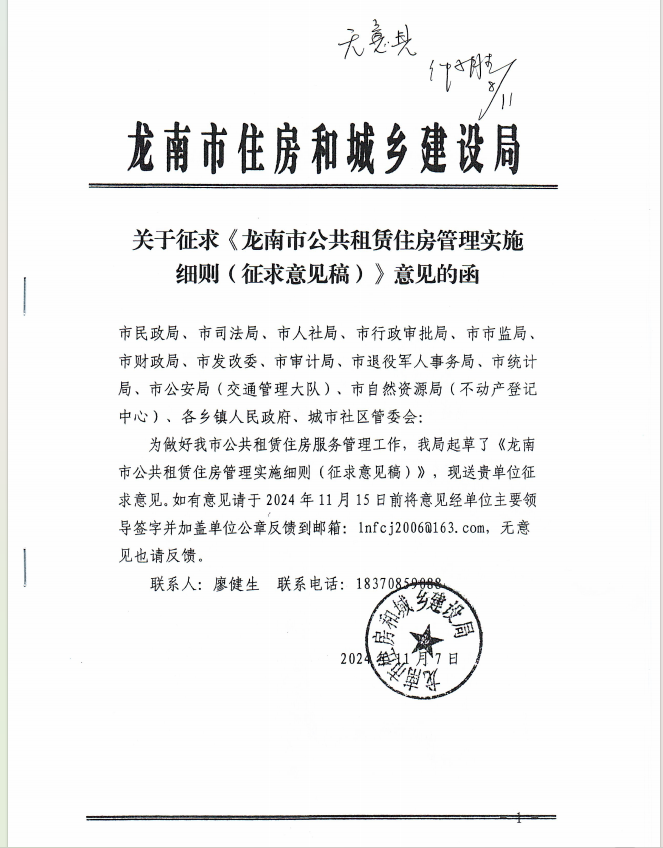 无意见
8/11
龙南市住房和城乡建设局
关于征求《龙南市公共租赁住房管理实施
细则（征求意见稿）》意见的函
市民政局、市司法局、市人社局、市行政审批局、市市监局、
市财政局、市发改委、市审计局、市退役军人事务局、市统计
局、市公安局（交通管理大队）、市自然资源局（不动产登记
中心）、各乡镇人民政府、城市社区管委会：
为做好我市公共租赁住房服务管理工作，我局起草了《龙南
市公共租赁住房管理实施细则（征求意见稿）》，现送贵单位征
求意见。如有意见请于2024年11月15日前将意见经单位主要领
导签字并加盖单位公章反馈到邮箱：lnfcj2006@163.com，无意
见也请反馈。
联系人：廖健生 联系电话：18370859088
龙南市住房和城乡建设局
2024年11月7日
- 1 -